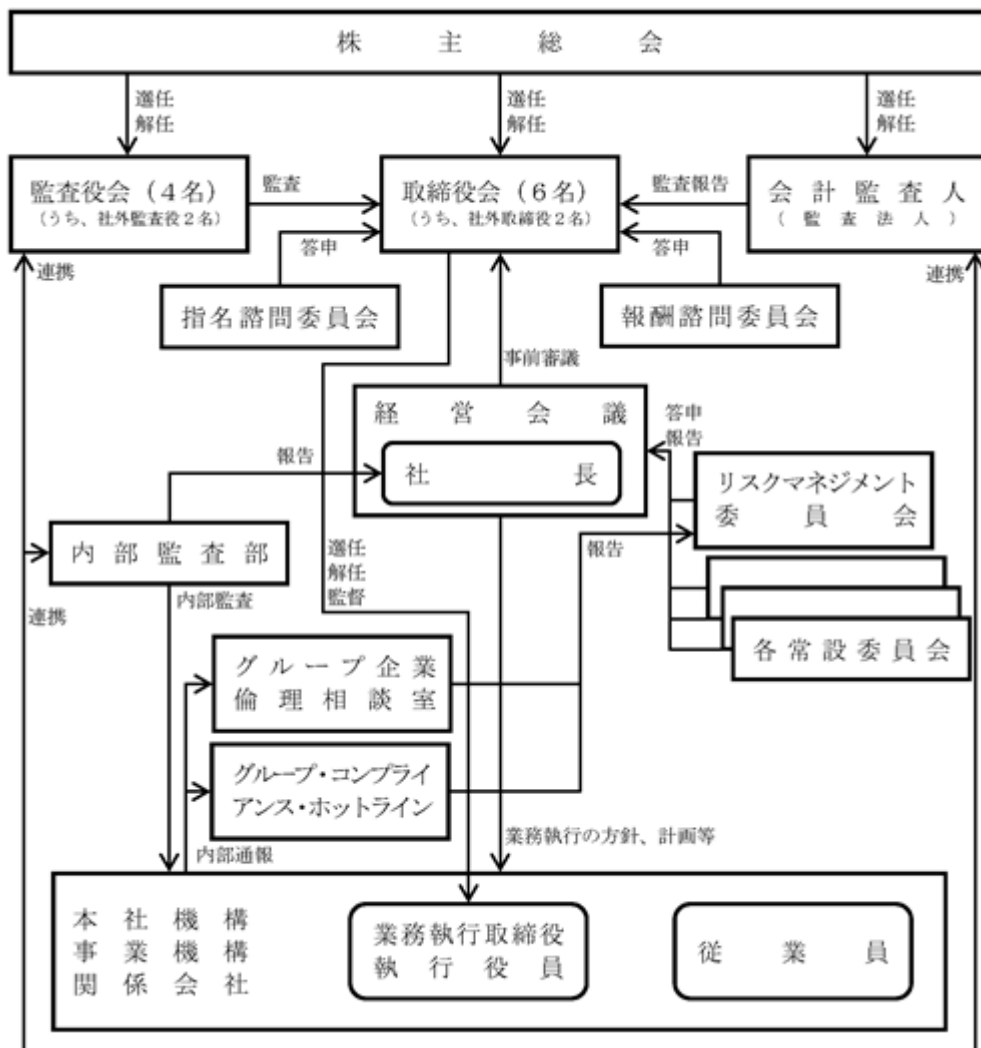 株主総会
選任
解任
選任
解任
選任
解任
監査役会(4名)
(うち、社外監査役2名)
監査
取締役会(6名)
(うち、社外取締役2名)
監査報告
会計監査人
(監査法人)
連携
答申
答申
連携
指名諮問委員会
報酬諮問委員会
事前審議
経営会議
社長
答申
報告
報告
リスクマネジメント
委員会
内部監査部
選任
解任
監督
報告
内部監査
連携
各常設委員会
グループ企業
倫理相談室
グループ・コンプライ
アンス・ホットライン
業務執行の方針、計画等
内部通報
本社機構
事業機構
関係会社
業務執行取締役
執行役員
従業員